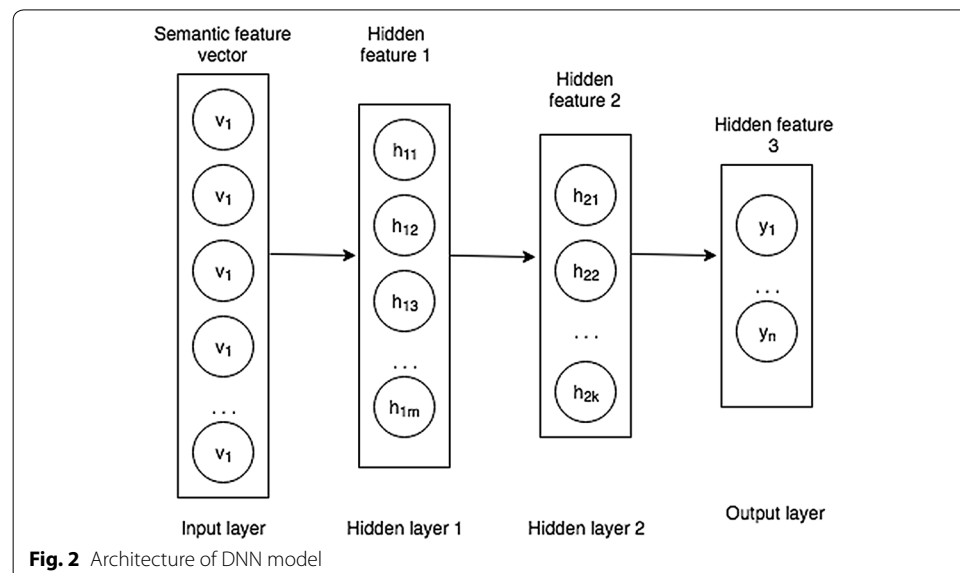 Semantic feature
vector
v1
v1
v1
v1
...
v1
Input layer
Hidden
feature 1
h11
h12
h13
...
h1m
Hidden layer 1
Hidden
feature 2
h21
h22
...
h2k
Hidden layer 2
Hidden feature
3
y1
...
yn
Output layer
Fig. 2 Architecture of DNN model